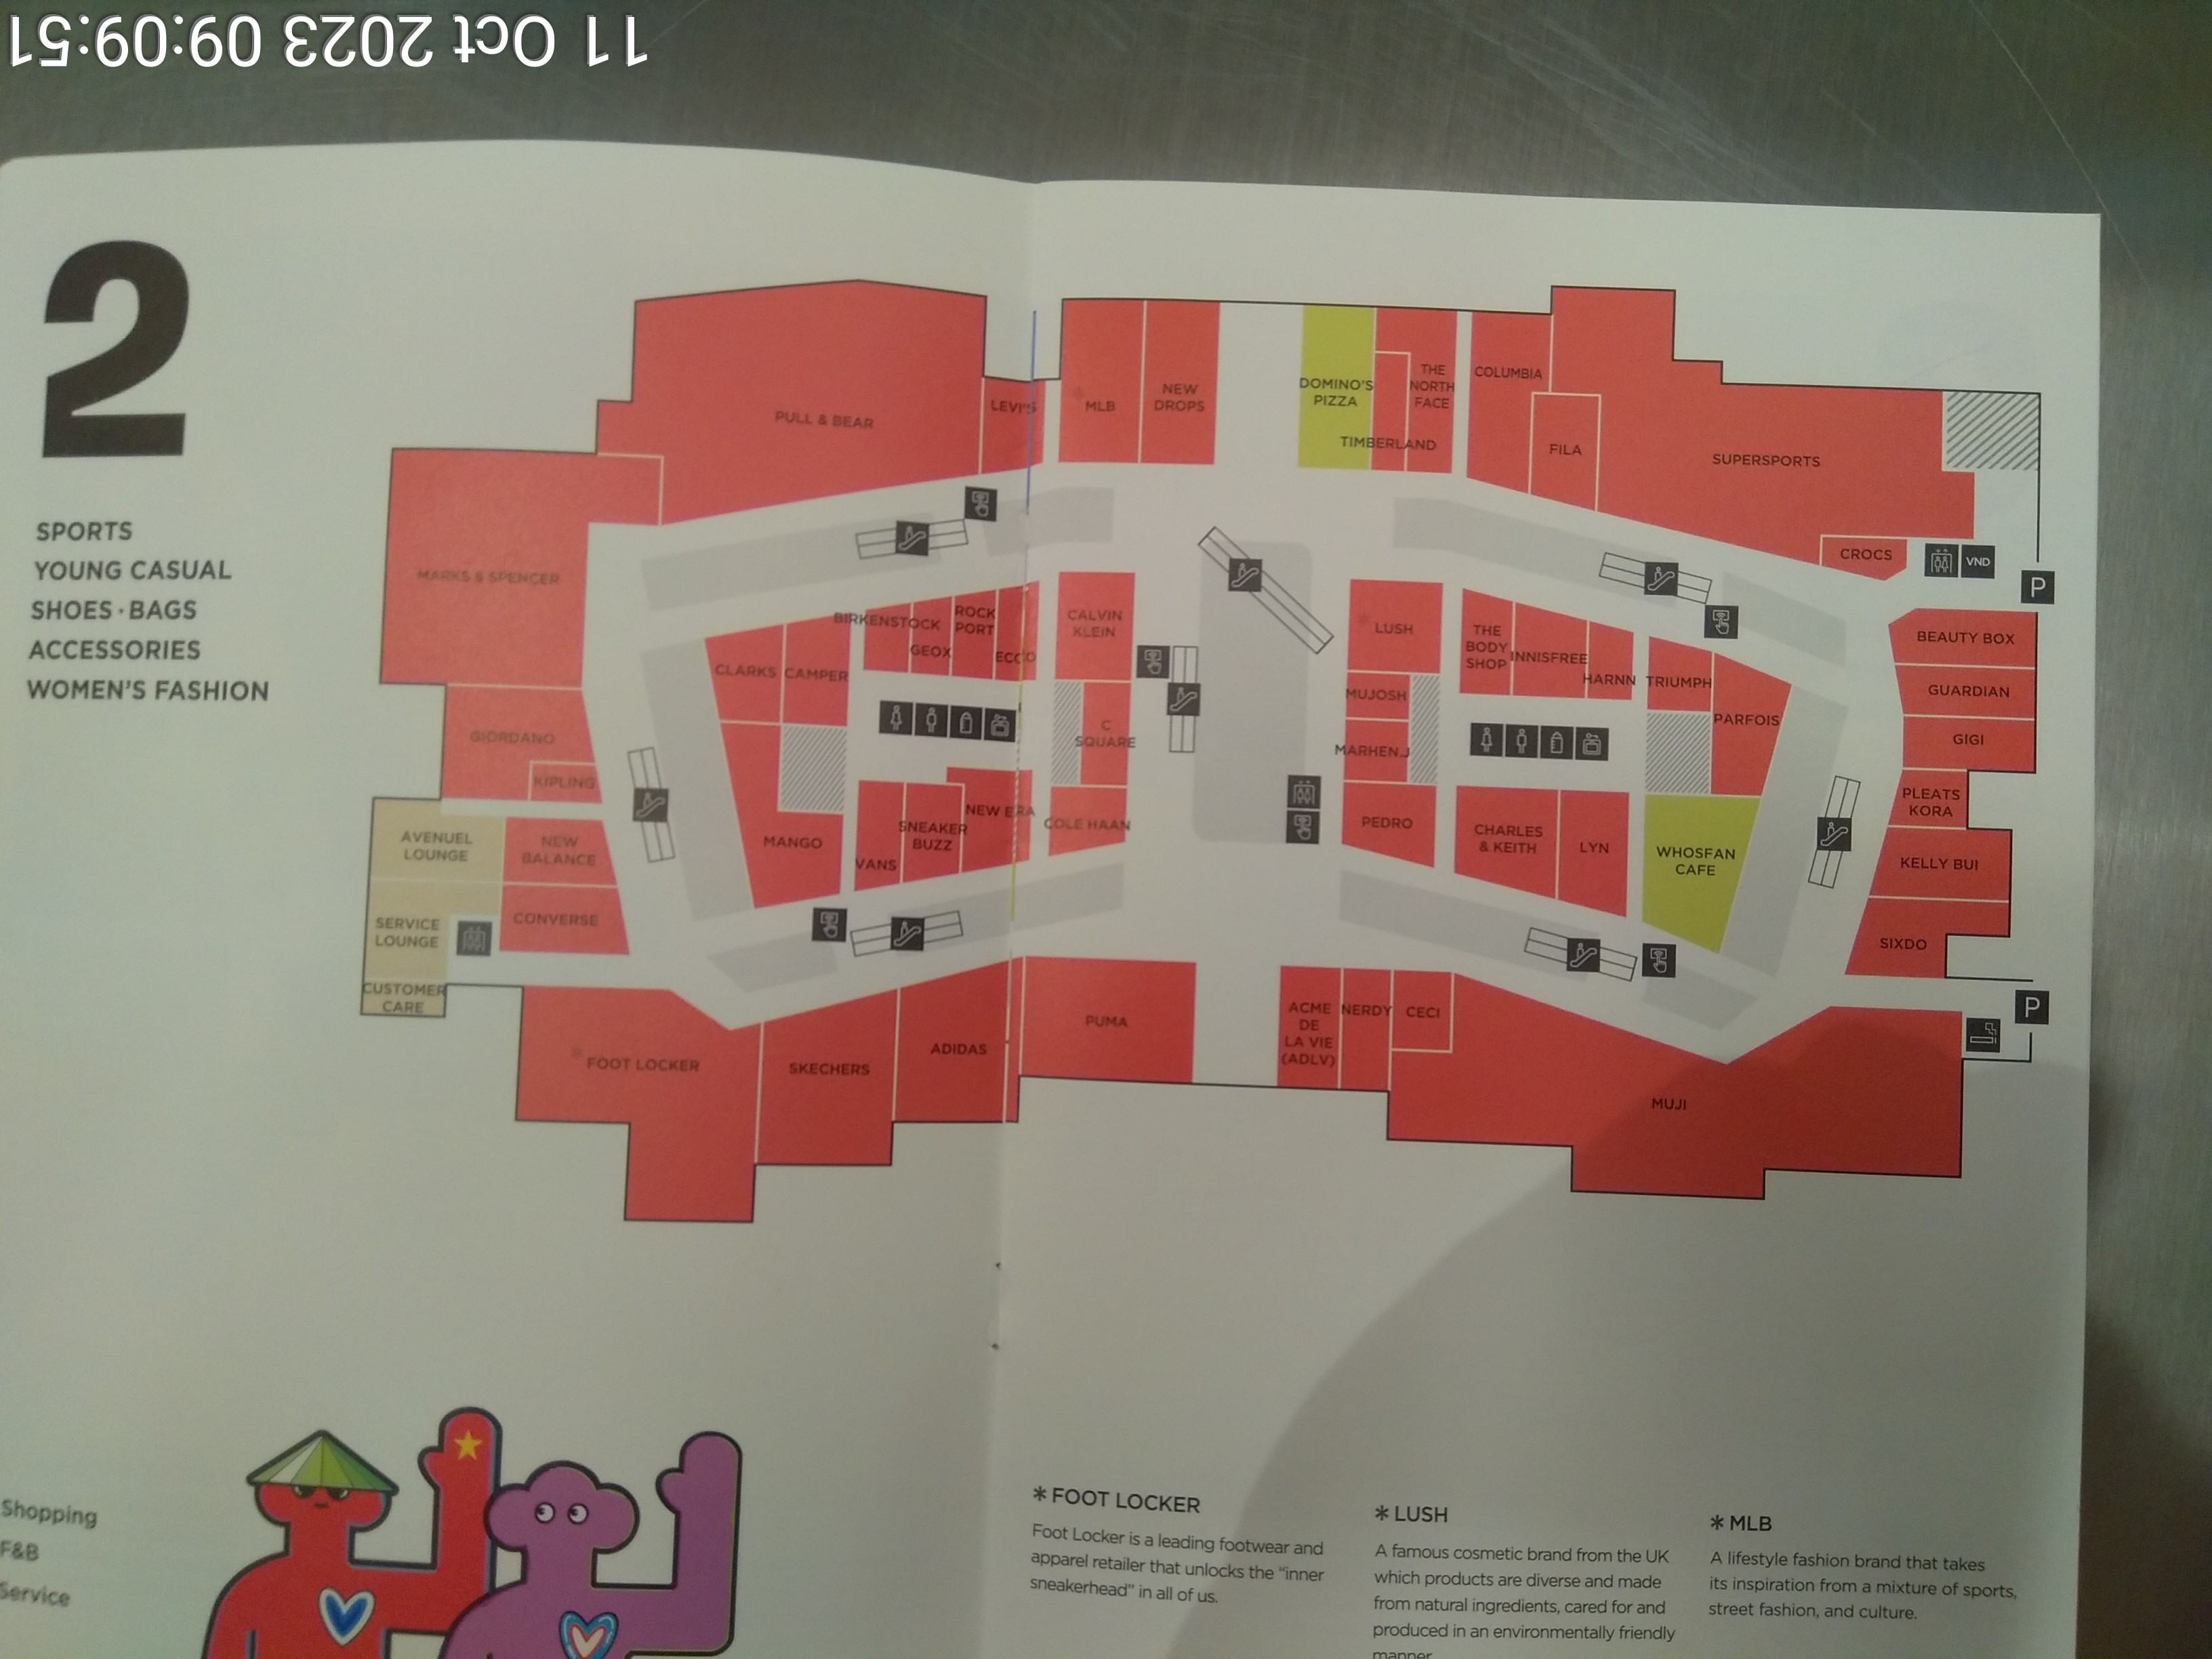 2
SPORTS
YOUNG CASUAL
SHOES·BAGS
ACCESSORIES
WOMEN'S FASHION
PULL & BEAR
LEVI'S
MLB
NEW
DROPS
DOMINO'S
PIZZA
TIMBERLAND
THE
NORTH
FACE
COLUMBIA
FILA
SUPERSPORTS
CROCS
VND
P
MARKS & SPENCER
GIORDANO
KIPLING
AVENUEL
LOUNGE
SERVICE
LOUNGE
CUSTOMER
CARE
NEW
BALANCE
CONVERSE
CLARKS
CAMPER
BIRKENSTOCK
GEOX
ROCK
PORT
ECCO
CALVIN
KLEIN
C
SQUARE
COLE HAAN
NEW ERA
SNEAKER
BUZZ
VANS
MANGO
LUSH
MUJOSH
MARHEN.J
PEDRO
THE
BODY
SHOP
INNISFREE
HARNN
TRIUMPH
PARFOIS
CHARLES
& KEITH
LYN
WHOSFAN
CAFE
BEAUTY BOX
GUARDIAN
GIGI
PLEATS
KORA
KELLY BUI
SIXDO
P
FOOT LOCKER
SKECHERS
ADIDAS
PUMA
ACME
DE
LA VIE
(ADLV)
NERDY
CECI
MUJI
Shopping
F&B
Service
* FOOT LOCKER
Foot Locker is a leading footwear and
apparel retailer that unlocks the "inner
sneakerhead" in all of us.
* LUSH
A famous cosmetic brand from the UK
which products are diverse and made
from natural ingredients, cared for and
produced in an environmentally friendly
manner
* MLB
A lifestyle fashion brand that takes
its inspiration from a mixture of sports,
street fashion, and culture.
11 Oct 2023 09:09:51